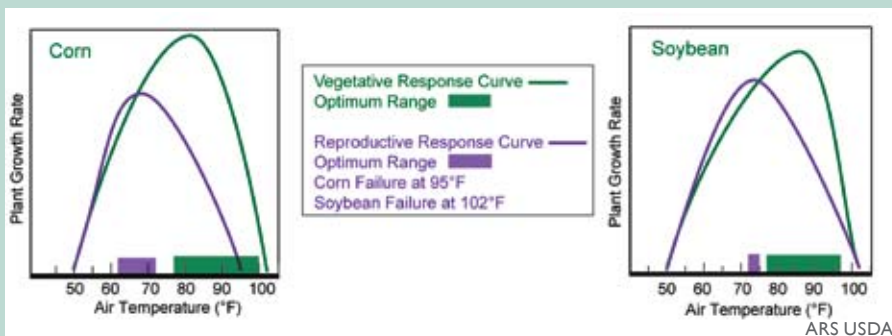 Corn
Plant Growth Rate
50 60 70 80 90 100
Air Temperature (°F)
Vegetative Response Curve
Optimum Range
Reproductive Response Curve
Optimum Range
Corn Failure at 95°F
Soybean Failure at 102°F
Soybean
Plant Growth Rate
50 60 70 80 90 100
Air Temperature (°F)
ARS USDA